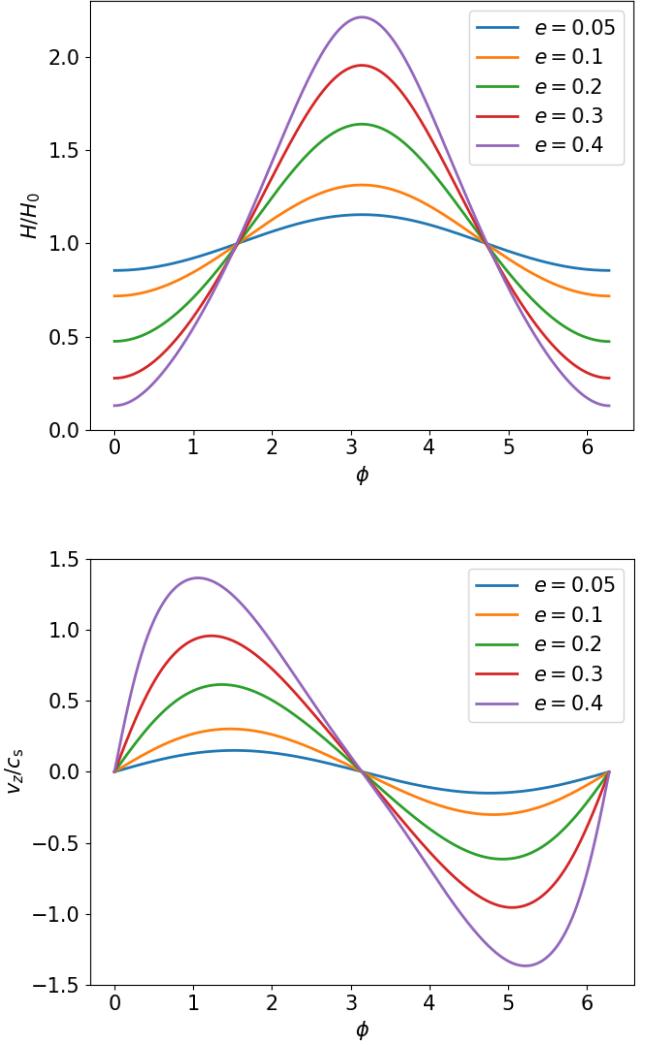 2.0
1.5
1.0
0.5
0.0
H/H₀
e = 0.05
e = 0.1
e = 0.2
e = 0.3
e = 0.4
0 1 2 3 4 5 6
ϕ
1.5
1.0
0.5
0.0
−0.5
−1.0
−1.5
v_z/c_s
e = 0.05
e = 0.1
e = 0.2
e = 0.3
e = 0.4
0 1 2 3 4 5 6
ϕ